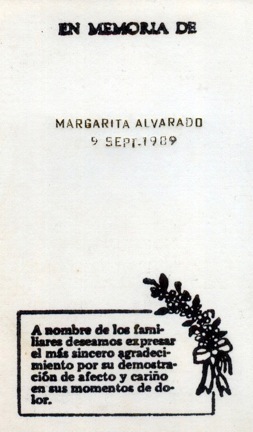 EN MEMORIA DE
MARGARITA ALVARADO
9 SEPT.1989
A nombre de los fami-
liares deseamos expresar
el más sincero agradeci-
miento por su demostra-
ción de afecto y cariño
en sus momentos de do-
lor.